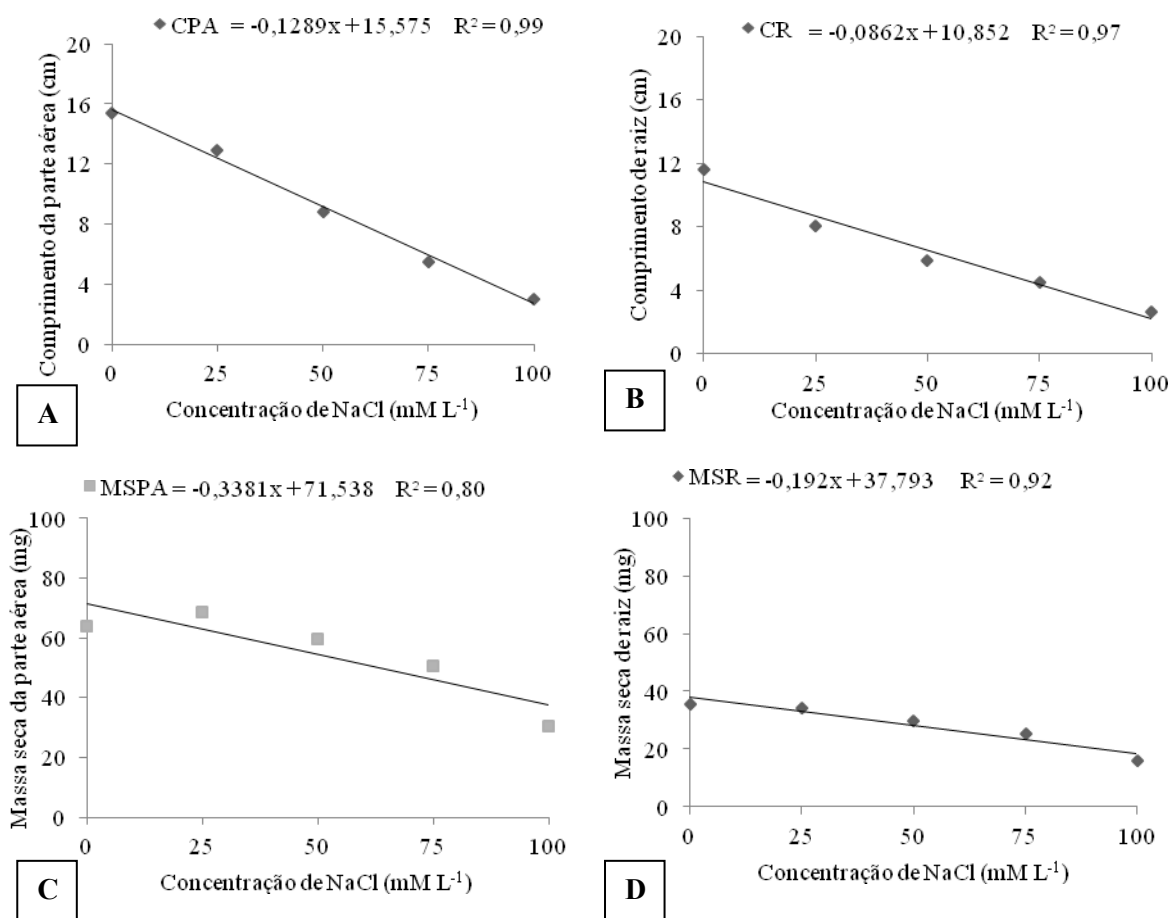 CPA = -0,1289x + 15,575 R² = 0,99
Comprimento da parte aérea (cm)
20
16
12
8
4
0
0 25 50 75 100
Concentração de NaCl (mM L⁻¹)
A
CR = -0,0862x + 10,852 R² = 0,97
Comprimento de raiz (cm)
20
16
12
8
4
0
0 25 50 75 100
Concentração de NaCl (mM L⁻¹)
B
MSPA = -0,3381x + 71,538 R² = 0,80
Massa seca da parte aérea (mg)
100
80
60
40
20
0
0 25 50 75 100
Concentração de NaCl (mM L⁻¹)
C
MSR = -0,192x + 37,793 R² = 0,92
Massa seca de raiz (mg)
100
80
60
40
20
0
0 25 50 75 100
Concentração de NaCl (mM L⁻¹)
D